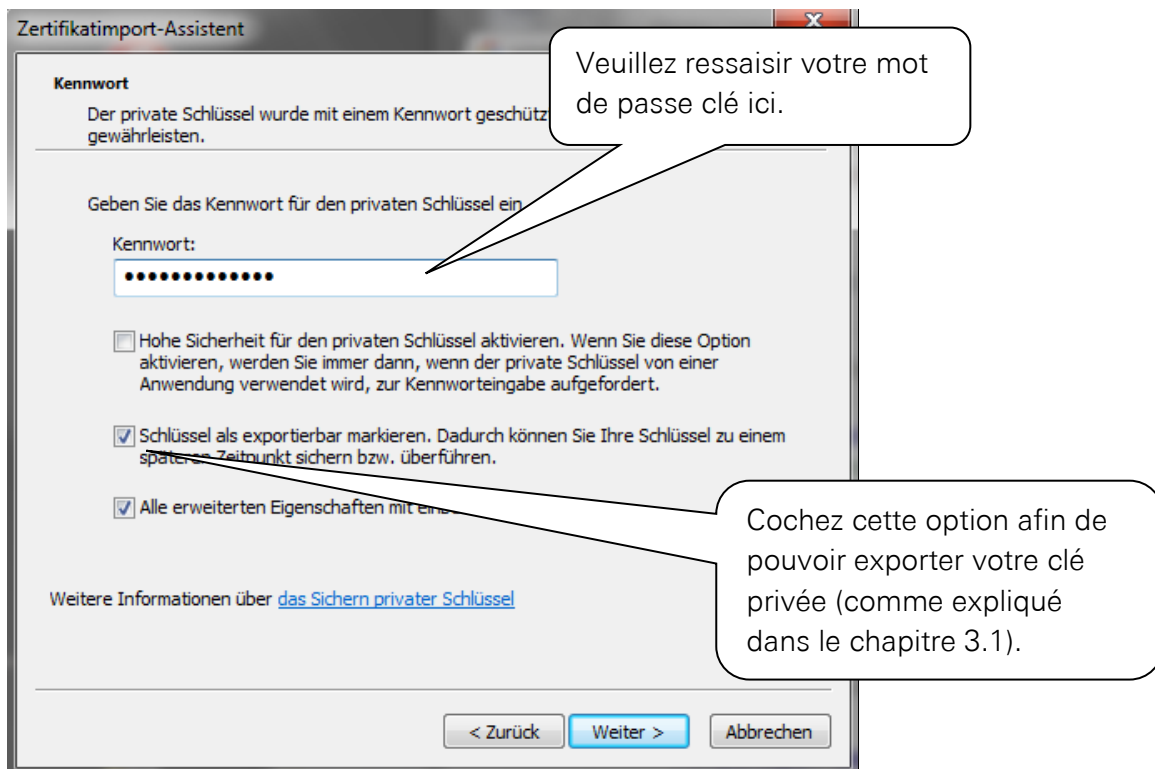 Zertifikatimport-Assistent
Veuillez ressaisir votre mot
de passe clé ici.
Kennwort
Der private Schlüssel wurde mit einem Kennwort geschützt
gewährleisten.
Geben Sie das Kennwort für den privaten Schlüssel ein
Kennwort:
Hohe Sicherheit für den privaten Schlüssel aktivieren. Wenn Sie diese Option
aktivieren, werden Sie immer dann, wenn der private Schlüssel von einer
Anwendung verwendet wird, zur Kennworteingabe aufgefordert.
Schlüssel als exportierbar markieren. Dadurch können Sie Ihre Schlüssel zu einem
späteren Zeitpunkt sichern bzw. überführen.
Alle erweiterten Eigenschaften mit
Cochez cette option afin de
pouvoir exporter votre clé
privée (comme expliqué
dans le chapitre 3.1).
Weitere Informationen über das Sichern privater Schlüssel
< Zurück
Weiter >
Abbrechen